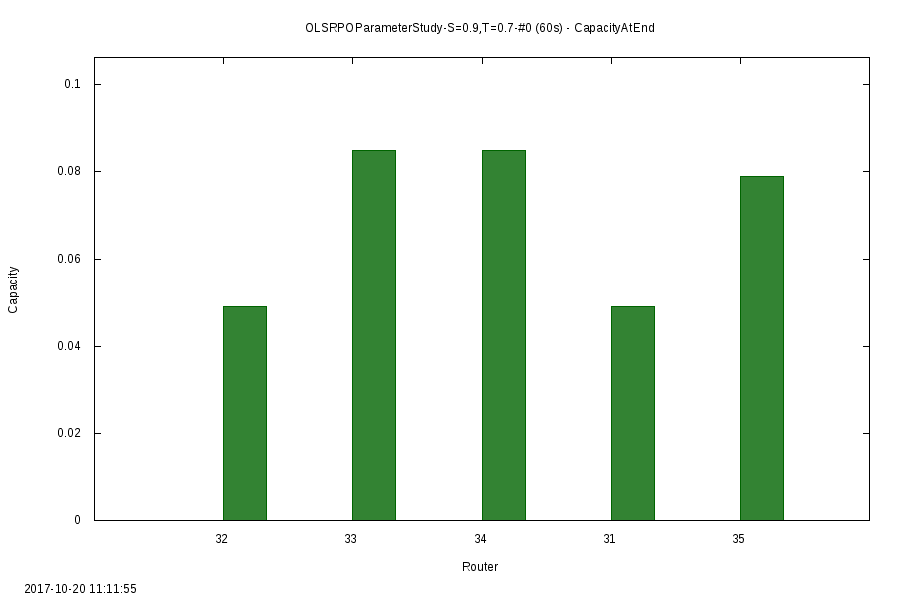 OLSRPOParameterStudy-S=0.9,T=0.7-#0 (60s) - CapacityAtEnd
0.1
0.08
0.06
0.04
0.02
0
Capacity
32 33 34 31 35
Router
2017-10-20 11:11:55